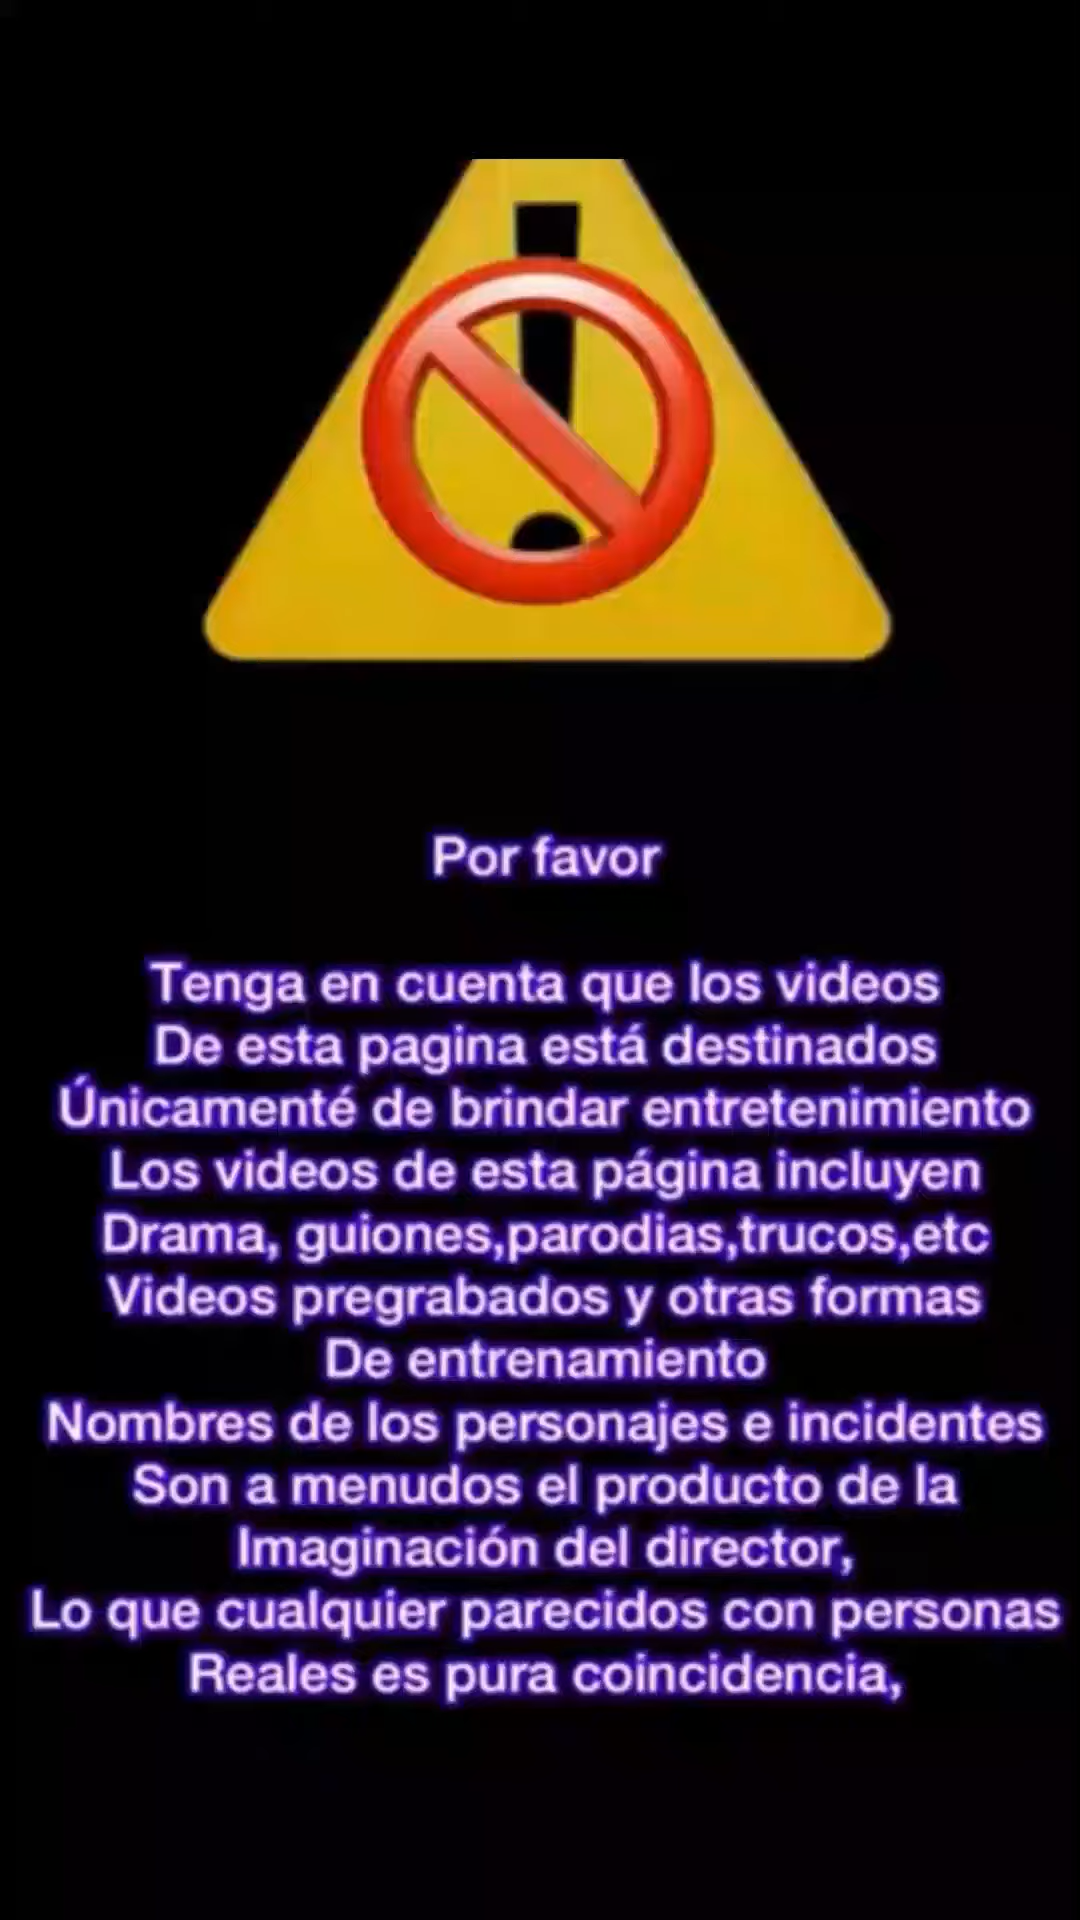 Por favor
Tenga en cuenta que los videos
De esta pagina está destinados
Únicamenté de brindar entretenimiento
Los videos de esta página incluyen
Drama, guiones,parodias,trucos,etc
Videos pregrabados y otras formas
De entrenamiento
Nombres de los personajes e incidentes
Son a menudos el producto de la
Imaginación del director,
Lo que cualquier parecidos con personas
Reales es pura coincidencia,